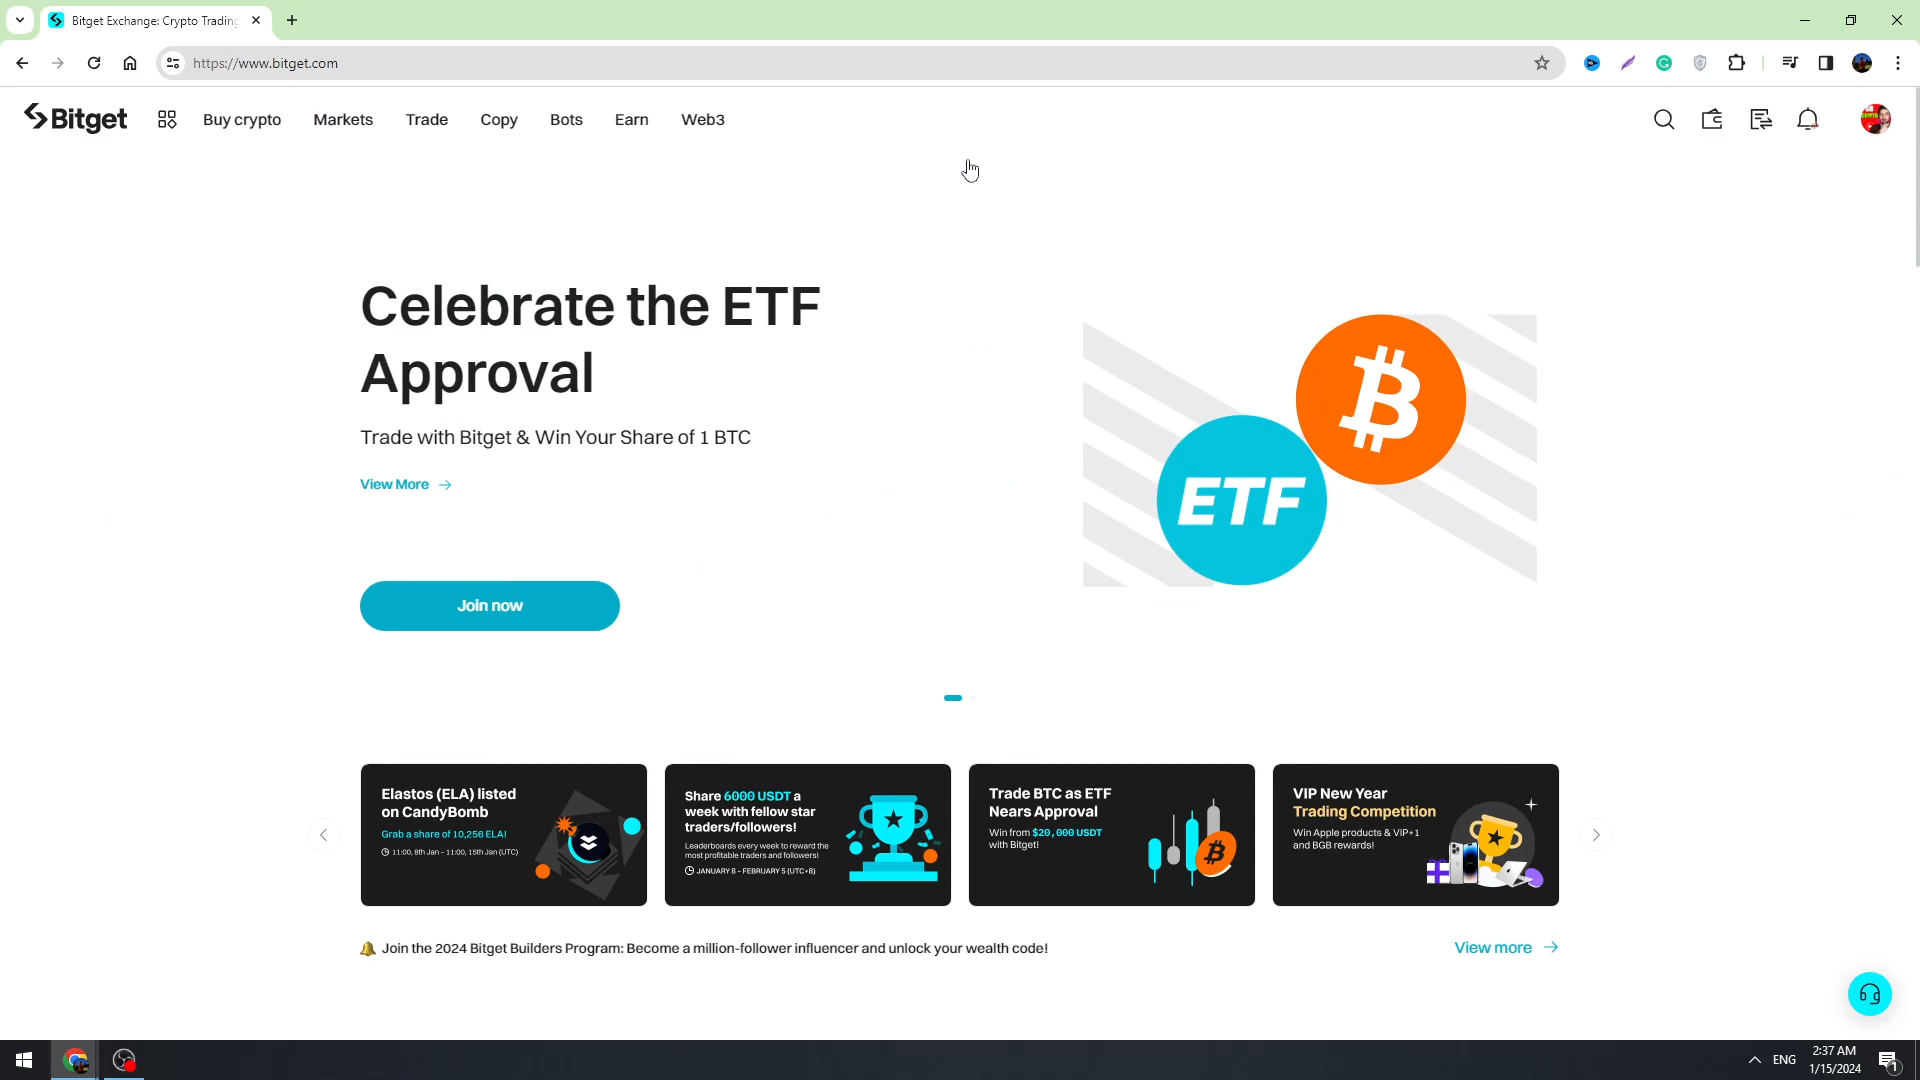 Bitget Exchange: Crypto Trading
https://www.bitget.com
Bitget
Buy crypto
Markets
Trade
Copy
Bots
Earn
Web3
Celebrate the ETF
Approval
Trade with Bitget & Win Your Share of 1 BTC
View More
Join now
ETF
Elastos (ELA) listed
on CandyBomb
Grab a share of 10,256 ELA!
11:00, 8th Jan – 11:00, 15th Jan (UTC)
Share 6000 USDT a
week with fellow star
traders/followers!
Leaderboards every week to reward the
most profitable traders and followers!
JANUARY 8 – FEBRUARY 5 (UTC+8)
Trade BTC as ETF
Nears Approval
Win from $20,000 USDT
with Bitget!
VIP New Year
Trading Competition
Win Apple products & VIP+1
and BGB rewards!
Join the 2024 Bitget Builders Program: Become a million-follower influencer and unlock your wealth code!
View more
ENG
2:37 AM
1/15/2024
1